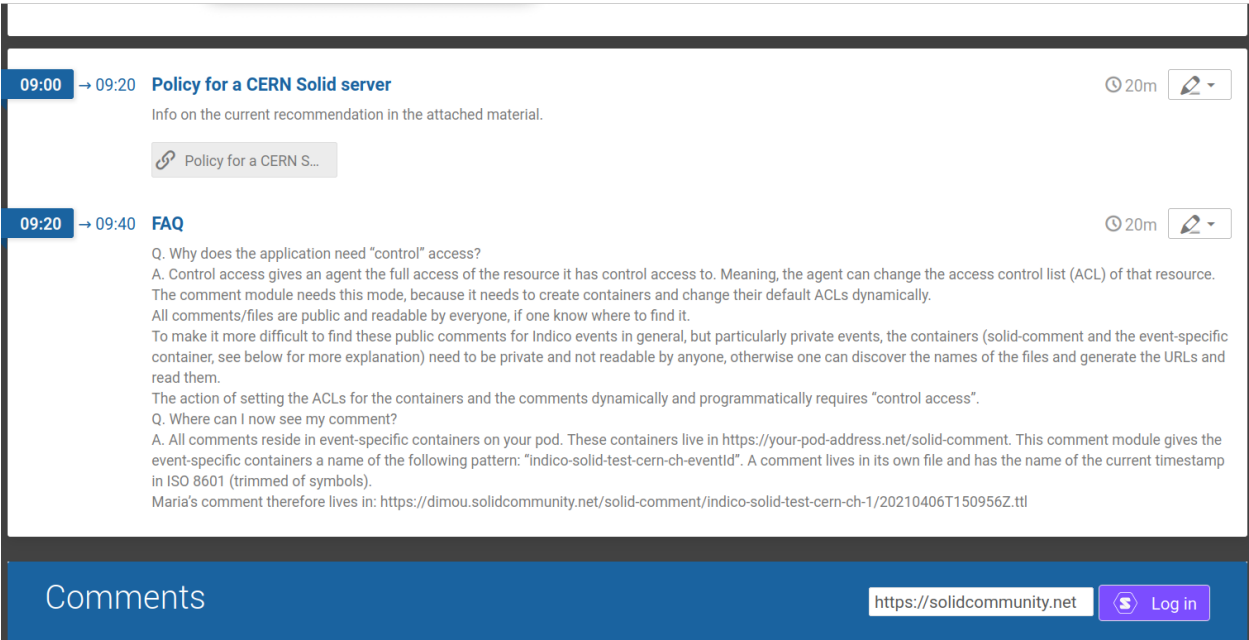 09:00 → 09:20 Policy for a CERN Solid server 20m
Info on the current recommendation in the attached material.
Policy for a CERN S...
09:20 → 09:40 FAQ 20m
Q. Why does the application need “control” access?
A. Control access gives an agent the full access of the resource it has control access to. Meaning, the agent can change the access control list (ACL) of that resource.
The comment module needs this mode, because it needs to create containers and change their default ACLs dynamically.
All comments/files are public and readable by everyone, if one know where to find it.
To make it more difficult to find these public comments for Indico events in general, but particularly private events, the containers (solid-comment and the event-specific
container, see below for more explanation) need to be private and not readable by anyone, otherwise one can discover the names of the files and generate the URLs and
read them.
The action of setting the ACLs for the containers and the comments dynamically and programmatically requires “control access”.
Q. Where can I now see my comment?
A. All comments reside in event-specific containers on your pod. These containers live in https://your-pod-address.net/solid-comment. This comment module gives the
event-specific containers a name of the following pattern: “indico-solid-test-cern-ch-eventId”. A comment lives in its own file and has the name of the current timestamp
in ISO 8601 (trimmed of symbols).
Maria’s comment therefore lives in: https://dimou.solidcommunity.net/solid-comment/indico-solid-test-cern-ch-1/20210406T150956Z.ttl
Comments https://solidcommunity.net S Log in